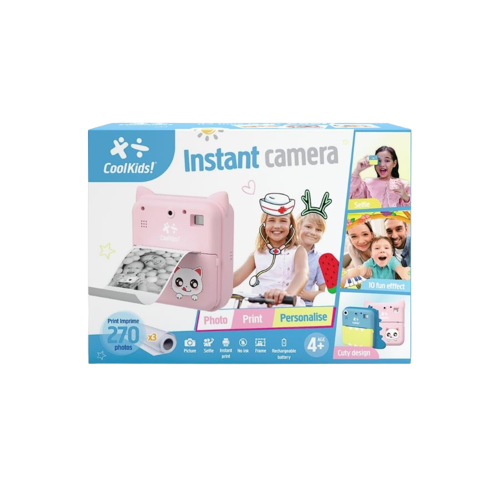 CoolKids!
Instant camera
Selfie
10 fun effect
Photo
Print
Personalise
Print Imprime
270
photos
x3
Picture
Selfie
Instant
print
No ink
Frame
Rechargeable
battery
4+
Cuty design